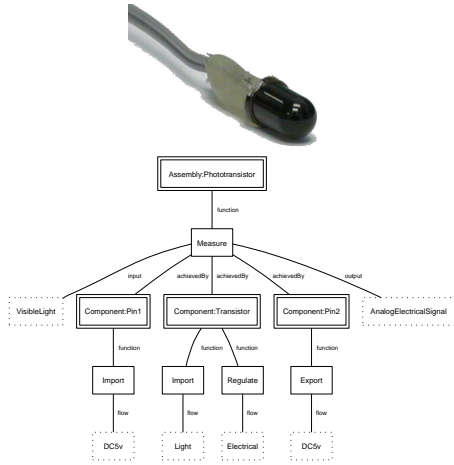 Assembly:Phototransistor
function
Measure
input achievedBy achievedBy achievedBy output
VisibleLight Component:Pin1 Component:Transistor Component:Pin2 AnalogElectricalSignal
function function function function
Import Import Regulate Export
flow flow flow flow
DC5v Light Electrical DC5v